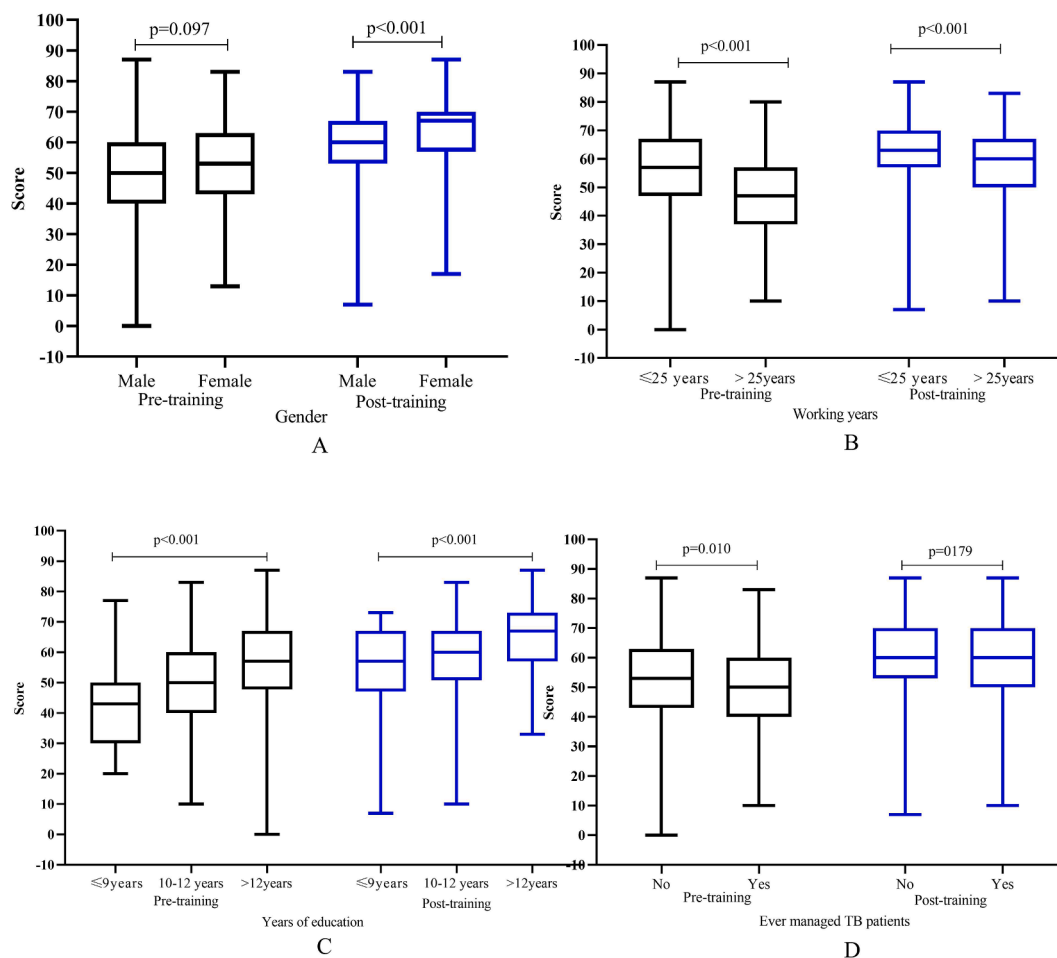 p=0.097
p<0.001
100
90
80
70
60
50
40
30
20
10
0
-10
Score
Male
Female
Male
Female
Pre-training
Post-training
Gender
A
p<0.001
p<0.001
100
90
80
70
60
50
40
30
20
10
0
-10
Score
≤25 years
> 25years
≤25 years
> 25years
Pre-training
Post-training
Working years
B
p<0.001
p<0.001
100
90
80
70
60
50
40
30
20
10
0
-10
Score
≤9years
10-12 years
>12years
≤9years
10-12 years
>12years
Pre-training
Post-training
Years of education
C
p=0.010
p=0179
100
90
80
70
60
50
40
30
20
10
0
-10
Score
No
Yes
No
Yes
Pre-training
Post-training
Ever managed TB patients
D